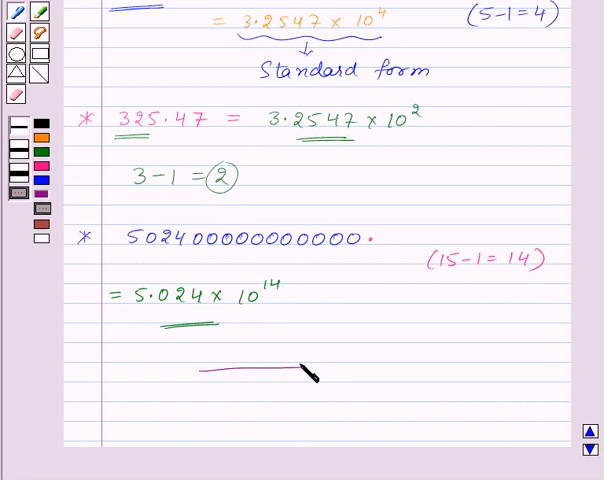 = 3.2547 × 10⁴ (5-1=4)
Standard form
* 325.47 = 3.2547 × 10²
3-1 = 2
* 502400000000000.
(15-1=14)
= 5.024 × 10¹⁴